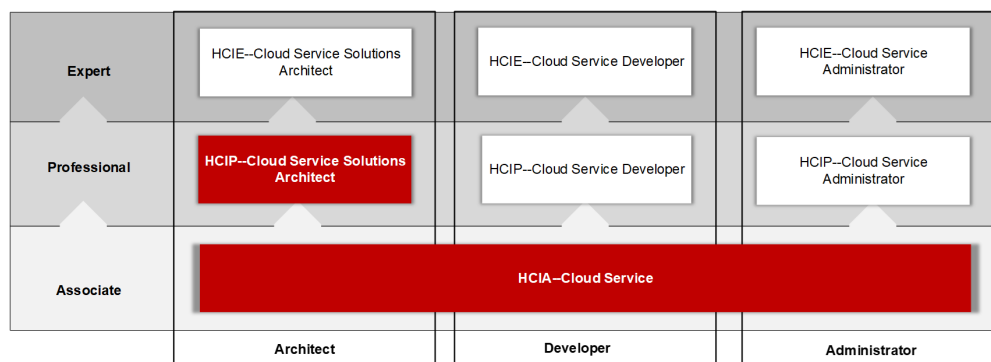 Expert
HCIE--Cloud Service Solutions
Architect
HCIE--Cloud Service Developer
HCIE--Cloud Service
Administrator
Professional
HCIP--Cloud Service Solutions
Architect
HCIP--Cloud Service Developer
HCIP--Cloud Service
Administrator
Associate
HCIA--Cloud Service
Architect
Developer
Administrator